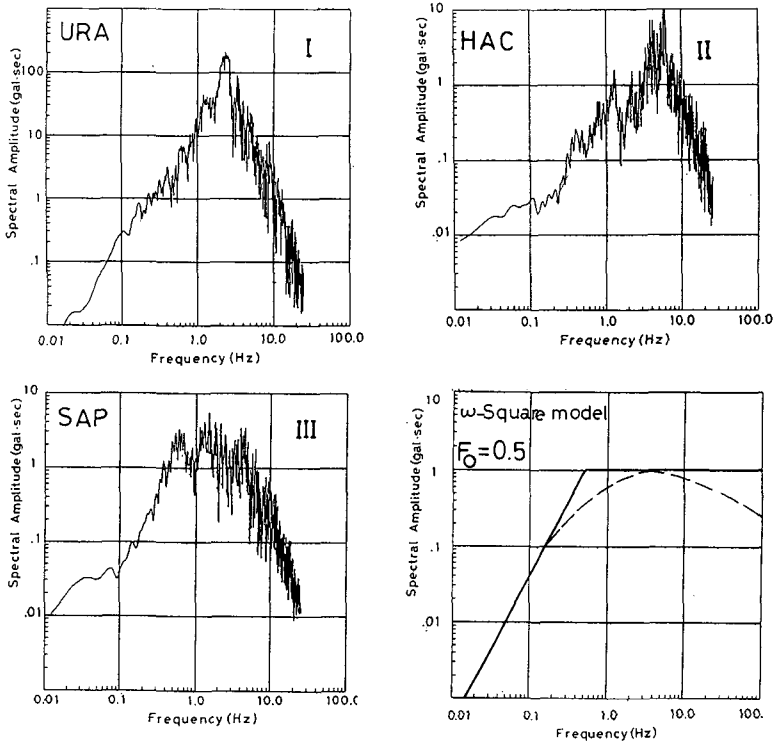 URA
I
Spectral Amplitude (gal·sec)
100
10
1
.1
0.01 0.1 1.0 10.0 100.0
Frequency (Hz)
HAC
II
Spectral Amplitude (gal·sec)
10
1
.1
.01
0.01 0.1 1.0 10.0 100.0
Frequency (Hz)
SAP
III
Spectral Amplitude (gal·sec)
10
1
.1
.01
0.01 0.1 1.0 10.0 100.0
Frequency (Hz)
ω-Square model
F0=0.5
Spectral Amplitude (gal·sec)
10
1
.1
.01
0.01 0.1 1.0 10.0 100.
Frequency (Hz)